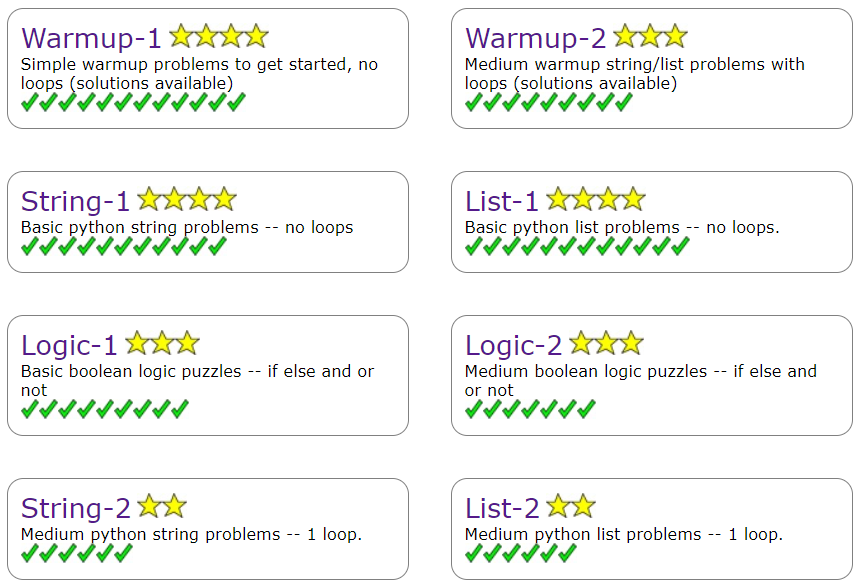 Warmup-1
Simple warmup problems to get started, no
loops (solutions available)
Warmup-2
Medium warmup string/list problems with
loops (solutions available)
String-1
Basic python string problems -- no loops
List-1
Basic python list problems -- no loops.
Logic-1
Basic boolean logic puzzles -- if else and or
not
Logic-2
Medium boolean logic puzzles -- if else and
or not
String-2
Medium python string problems -- 1 loop.
List-2
Medium python list problems -- 1 loop.